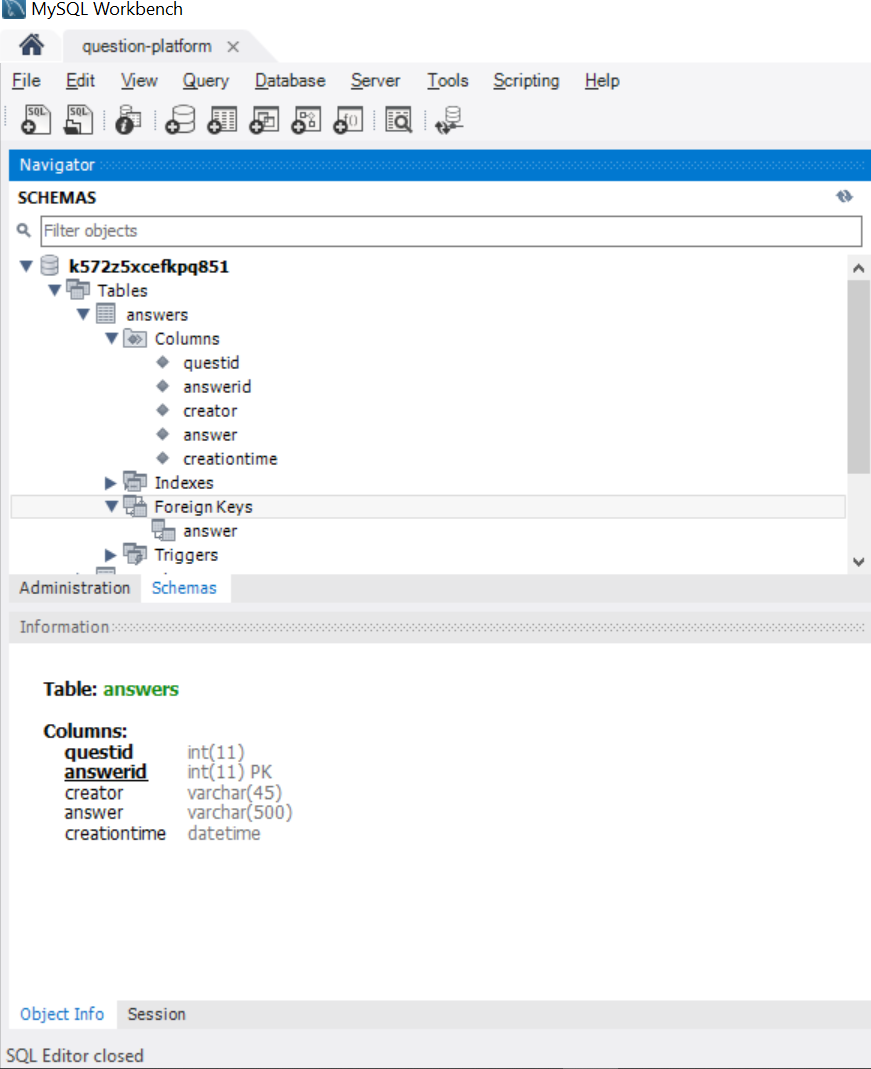 MySQL Workbench
question-platform
File Edit View Query Database Server Tools Scripting Help
SQL SQL
Navigator
SCHEMAS
Filter objects
k572z5xcefkpq851
Tables
answers
Columns
questid
answerid
creator
answer
creationtime
Indexes
Foreign Keys
answer
Triggers
Administration Schemas
Information
Table: answers
Columns:
questid int(11)
answerid int(11) PK
creator varchar(45)
answer varchar(500)
creationtime datetime
Object Info Session
SQL Editor closed